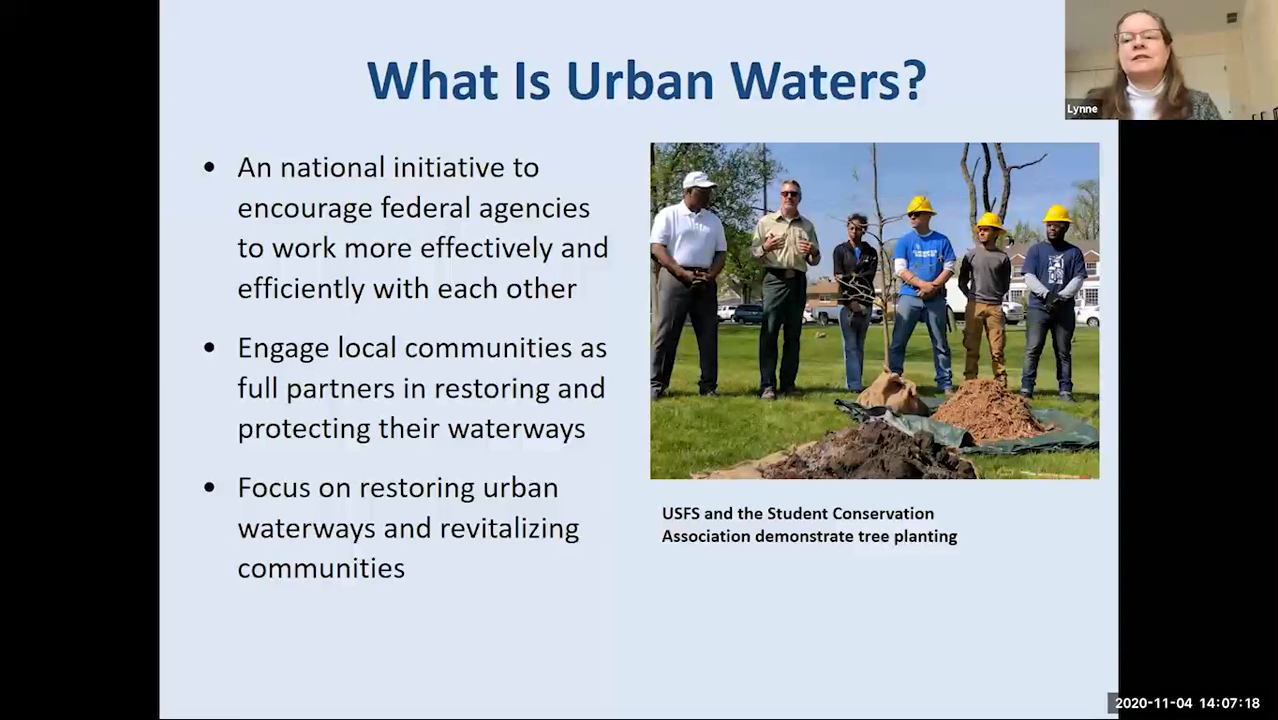 What Is Urban Waters?
Lynne
• An national initiative to
encourage federal agencies
to work more effectively and
efficiently with each other
• Engage local communities as
full partners in restoring and
protecting their waterways
• Focus on restoring urban
waterways and revitalizing
communities
USFS and the Student Conservation
Association demonstrate tree planting
2020-11-04 14:07:18